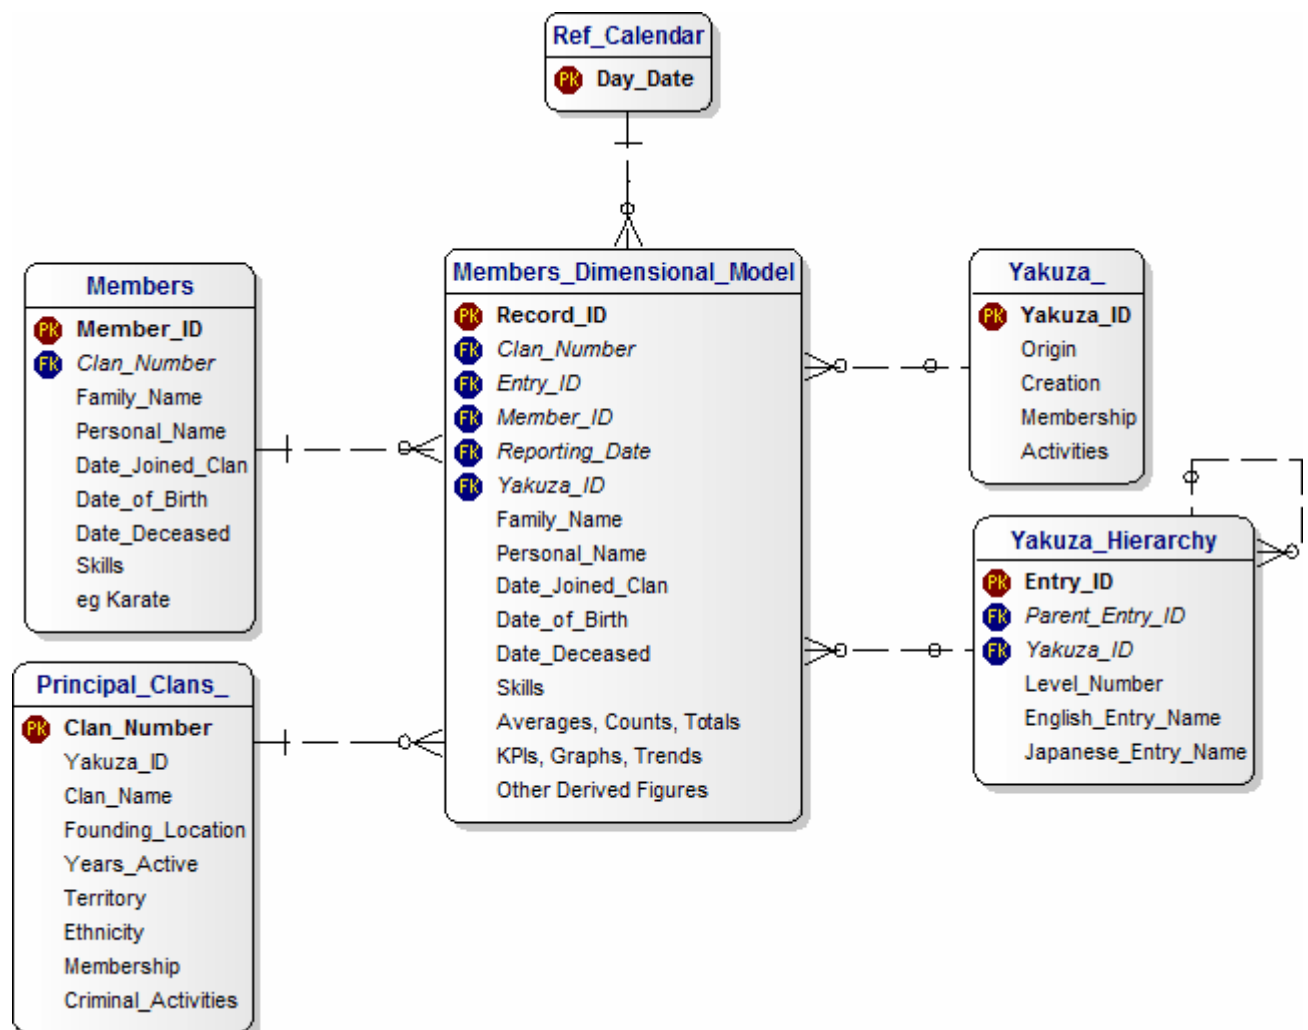 Ref_Calendar
PK Day_Date
Members
PK Member_ID
FK Clan_Number
Family_Name
Personal_Name
Date_Joined_Clan
Date_of_Birth
Date_Deceased
Skills
eg Karate
Members_Dimensional_Model
PK Record_ID
FK Clan_Number
FK Entry_ID
FK Member_ID
FK Reporting_Date
FK Yakuza_ID
Family_Name
Personal_Name
Date_Joined_Clan
Date_of_Birth
Date_Deceased
Skills
Averages, Counts, Totals
KPIs, Graphs, Trends
Other Derived Figures
Yakuza_
PK Yakuza_ID
Origin
Creation
Membership
Activities
Yakuza_Hierarchy
PK Entry_ID
FK Parent_Entry_ID
FK Yakuza_ID
Level_Number
English_Entry_Name
Japanese_Entry_Name
Principal_Clans_
PK Clan_Number
Yakuza_ID
Clan_Name
Founding_Location
Years_Active
Territory
Ethnicity
Membership
Criminal_Activities